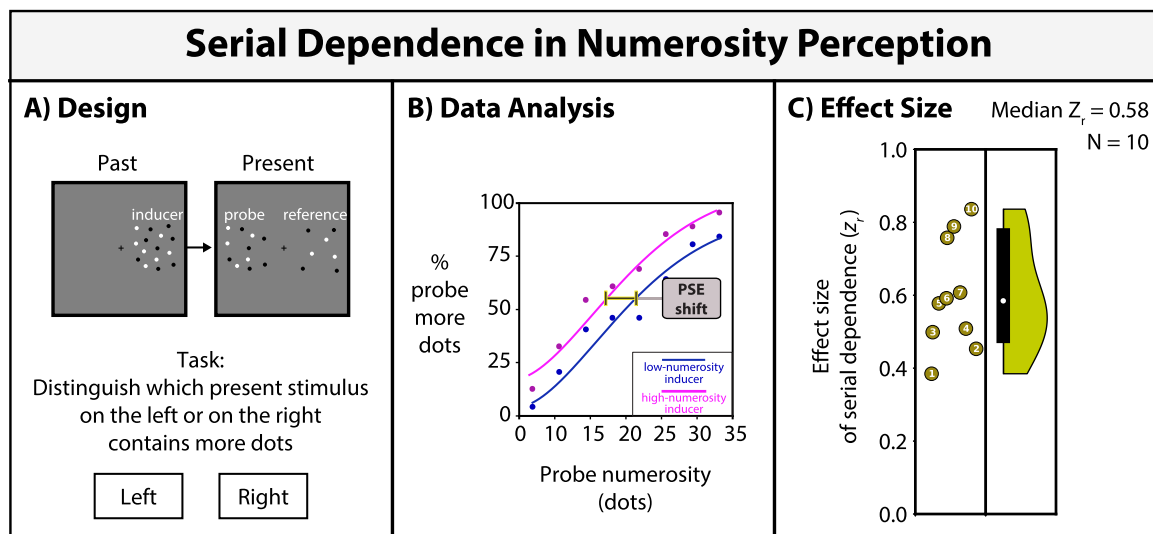 Serial Dependence in Numerosity Perception
A) Design
Past
Present
inducer
probe
reference
+
+
Task:
Distinguish which present stimulus
on the left or on the right
contains more dots
Left
Right
B) Data Analysis
%
probe
more
dots
100
75
50
25
0
0
5
10
15
20
25
30
35
PSE
shift
low-numerosity
inducer
high-numerosity
inducer
Probe numerosity
(dots)
C) Effect Size
Median Zr = 0.58
N = 10
Effect size
of serial dependence (zr)
1.0
0.8
0.6
0.4
0.2
0.0
10
9
8
7
6
5
4
3
2
1